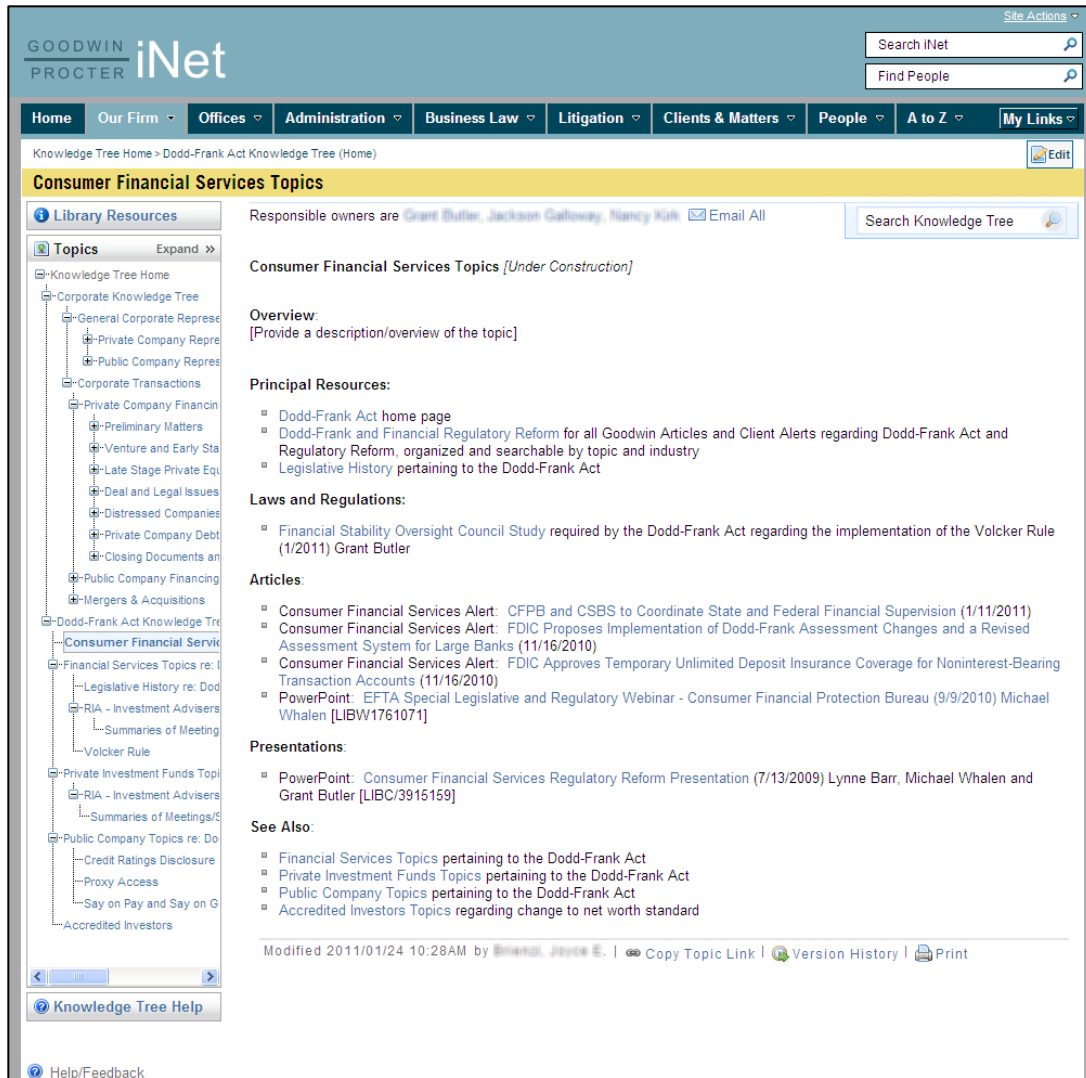 Site Actions
GOODWIN
PROCTER
iNet
Search iNet
Find People
Home Our Firm Offices Administration Business Law Litigation Clients & Matters People A to Z My Links
Knowledge Tree Home > Dodd-Frank Act Knowledge Tree (Home)
Edit
Consumer Financial Services Topics
Library Resources
Topics Expand »
Knowledge Tree Home
Corporate Knowledge Tree
General Corporate Represe
Private Company Repre
Public Company Repres
Corporate Transactions
Private Company Financin
Preliminary Matters
Venture and Early Sta
Late Stage Private Equ
Deal and Legal Issues
Distressed Companies
Private Company Debt
Closing Documents an
Public Company Financing
Mergers & Acquisitions
Dodd-Frank Act Knowledge Tre
Consumer Financial Servic
Financial Services Topics re: I
Legislative History re: Dod
RIA - Investment Advisers
Summaries of Meeting
Volcker Rule
Private Investment Funds Topi
RIA - Investment Advisers
Summaries of Meetings/S
Public Company Topics re: Do
Credit Ratings Disclosure
Proxy Access
Say on Pay and Say on G
Accredited Investors
Knowledge Tree Help
Help/Feedback
Responsible owners are
Email All
Search Knowledge Tree
Consumer Financial Services Topics [Under Construction]
Overview:
[Provide a description/overview of the topic]
Principal Resources:
Dodd-Frank Act home page
Dodd-Frank and Financial Regulatory Reform for all Goodwin Articles and Client Alerts regarding Dodd-Frank Act and
Regulatory Reform, organized and searchable by topic and industry
Legislative History pertaining to the Dodd-Frank Act
Laws and Regulations:
Financial Stability Oversight Council Study required by the Dodd-Frank Act regarding the implementation of the Volcker Rule
(1/2011) Grant Butler
Articles:
Consumer Financial Services Alert: CFPB and CSBS to Coordinate State and Federal Financial Supervision (1/11/2011)
Consumer Financial Services Alert: FDIC Proposes Implementation of Dodd-Frank Assessment Changes and a Revised
Assessment System for Large Banks (11/16/2010)
Consumer Financial Services Alert: FDIC Approves Temporary Unlimited Deposit Insurance Coverage for Noninterest-Bearing
Transaction Accounts (11/16/2010)
PowerPoint: EFTA Special Legislative and Regulatory Webinar - Consumer Financial Protection Bureau (9/9/2010) Michael
Whalen [LIBW1761071]
Presentations:
PowerPoint: Consumer Financial Services Regulatory Reform Presentation (7/13/2009) Lynne Barr, Michael Whalen and
Grant Butler [LIBC/3915159]
See Also:
Financial Services Topics pertaining to the Dodd-Frank Act
Private Investment Funds Topics pertaining to the Dodd-Frank Act
Public Company Topics pertaining to the Dodd-Frank Act
Accredited Investors Topics regarding change to net worth standard
Modified 2011/01/24 10:28AM by | Copy Topic Link | Version History | Print